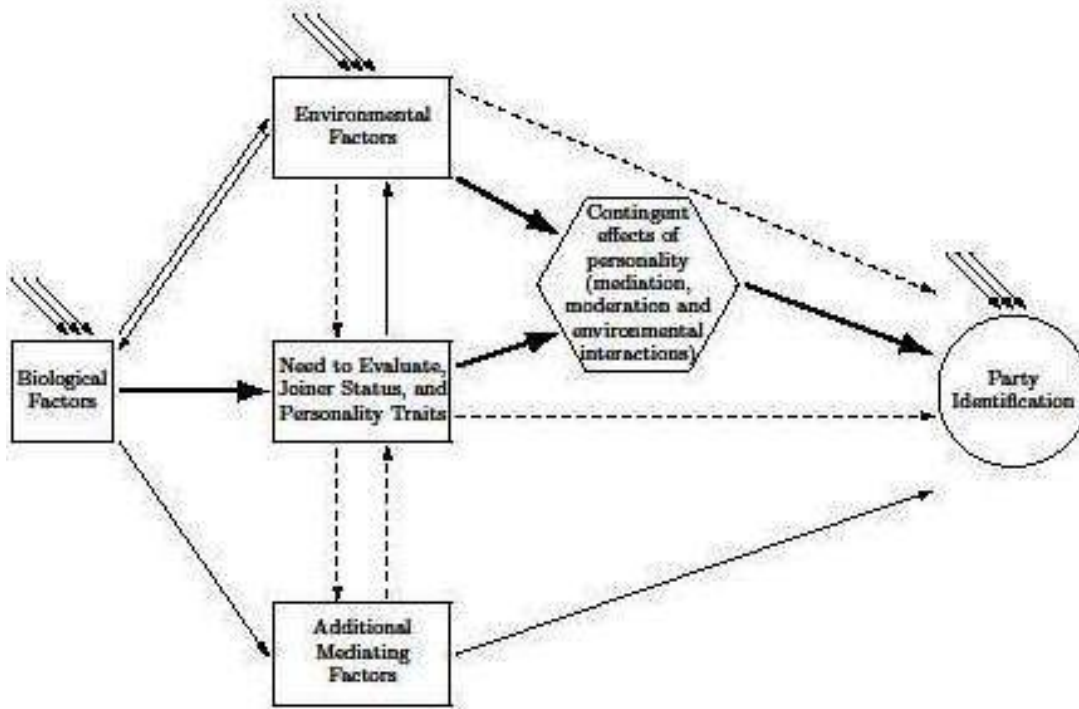 Environmental
Factors
Contingent
effects of
personality
(mediation,
moderation and
environmental
interactions)
Biological
Factors
Need to Evaluate,
Joiner Status, and
Personality Traits
Party
Identification
Additional
Mediating
Factors